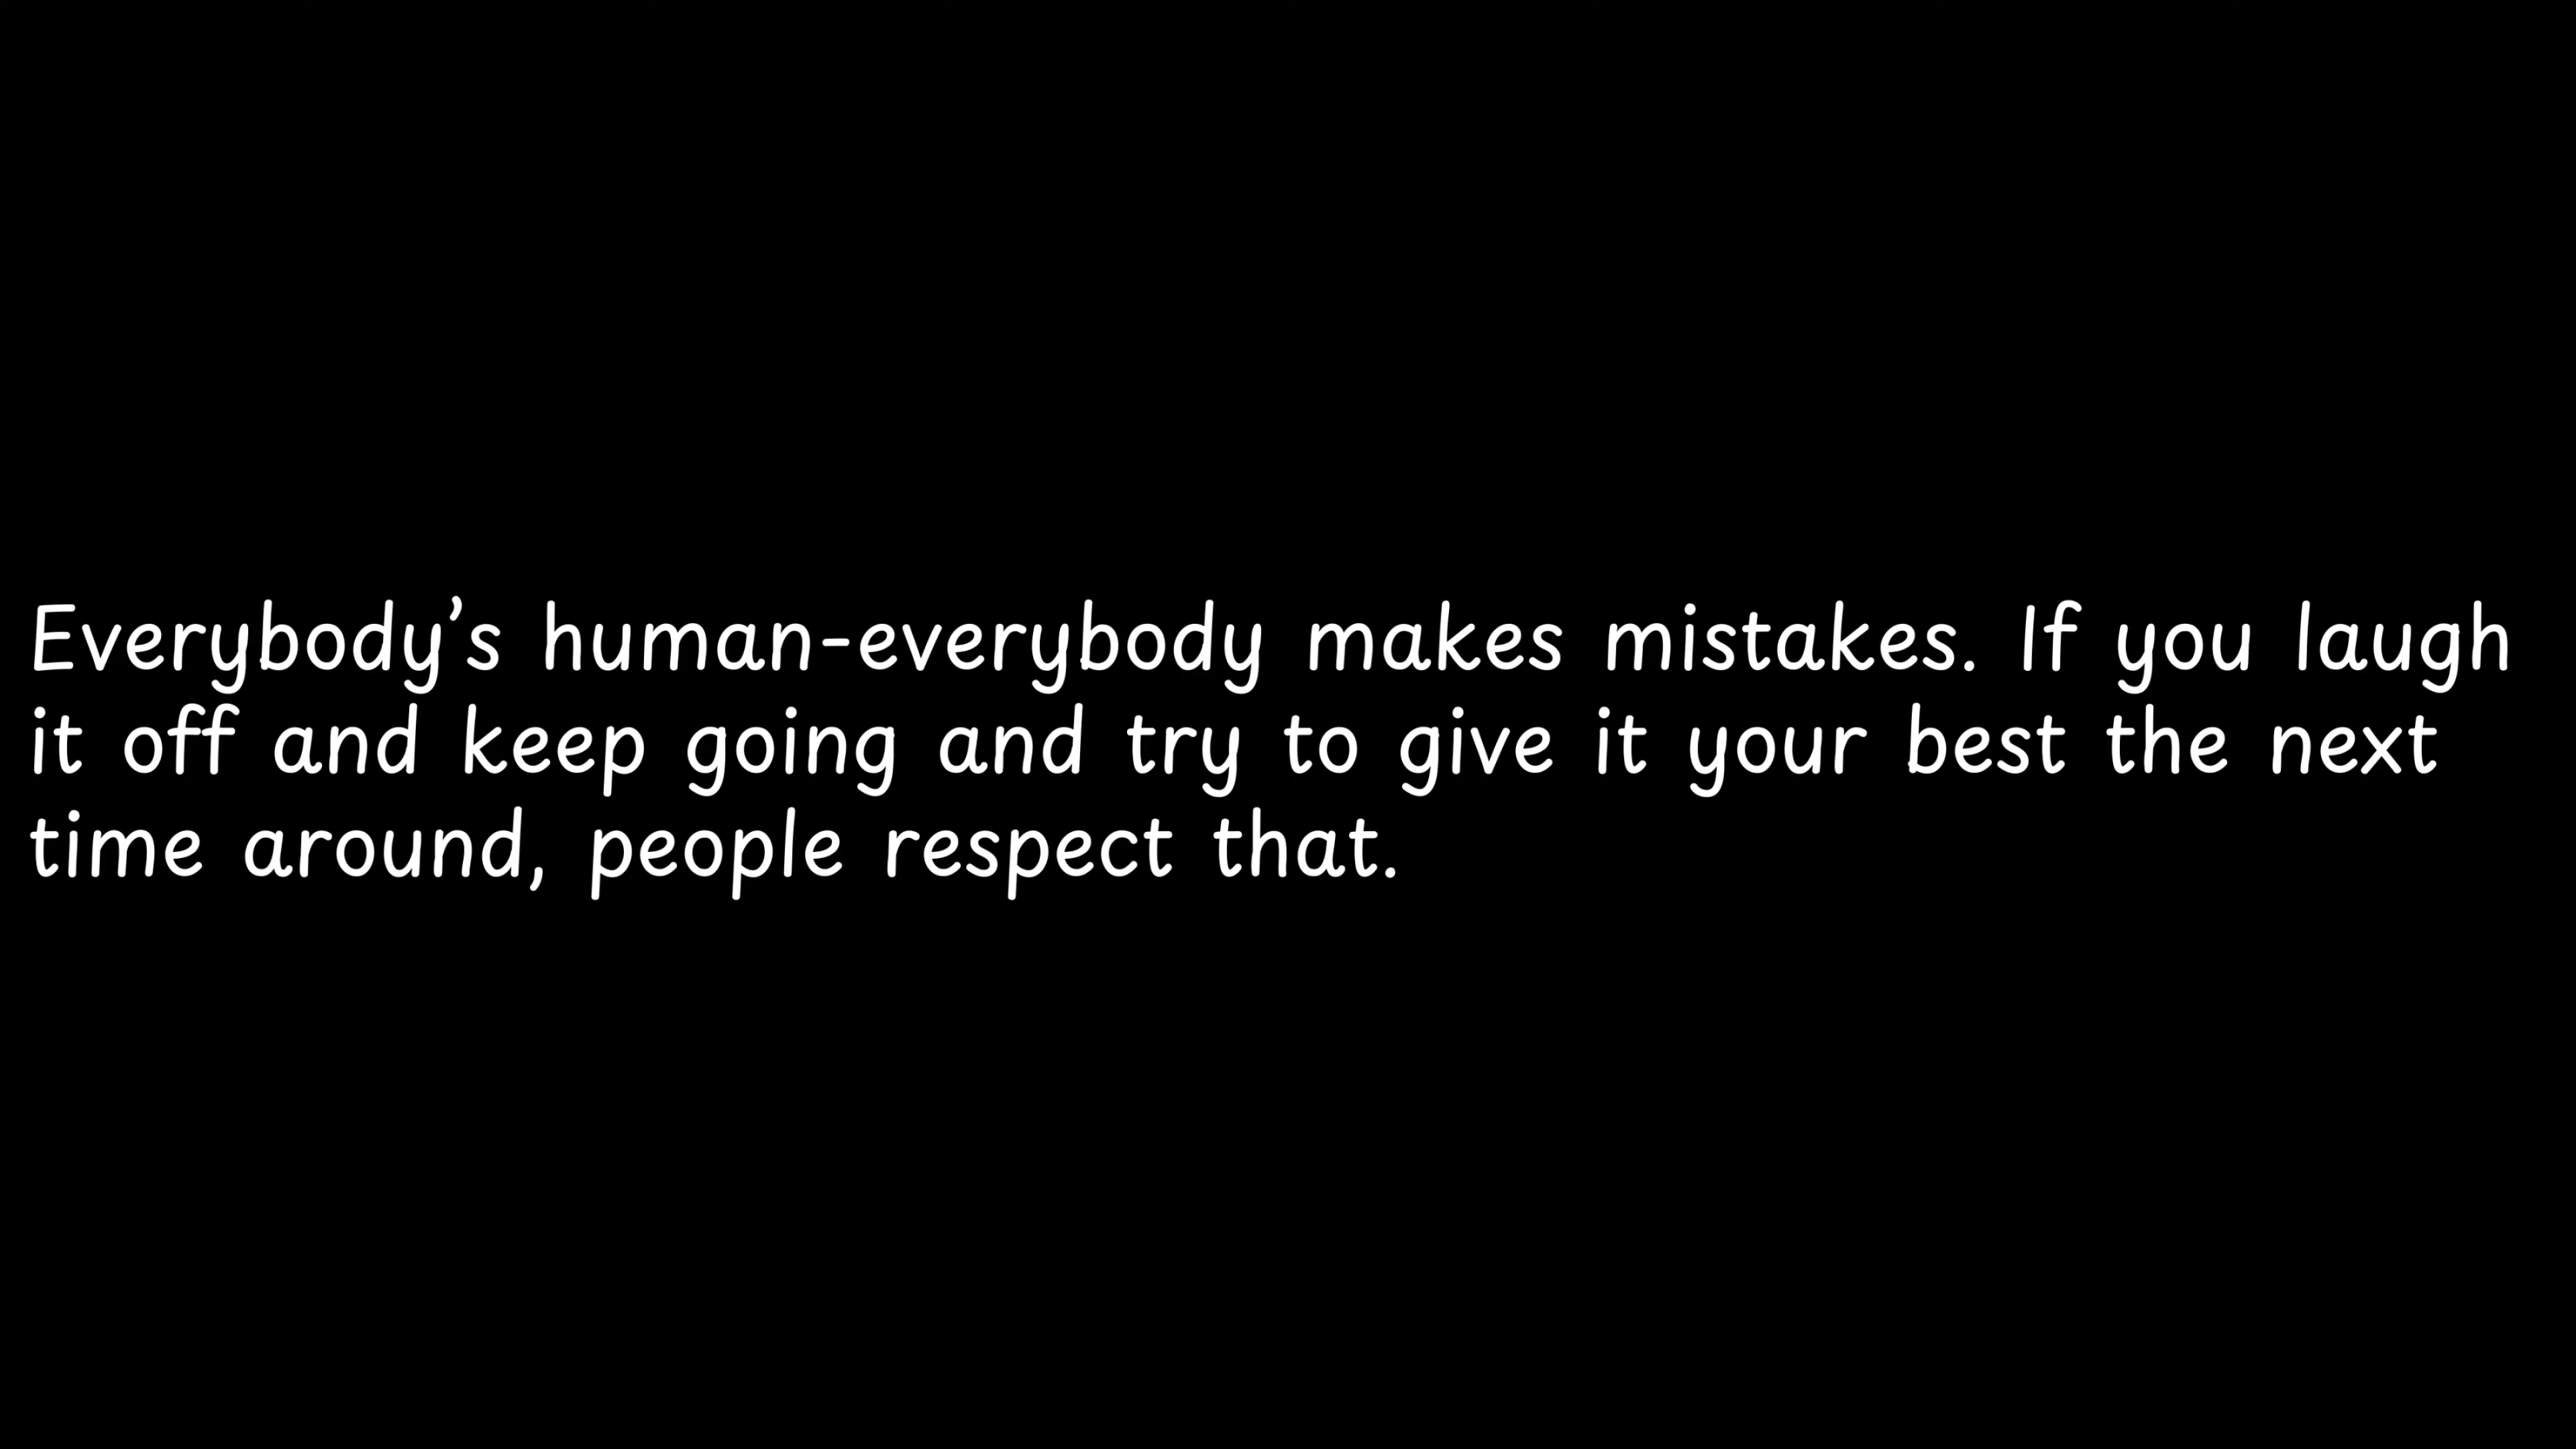 Everybody’s human-everybody makes mistakes. If you laugh
it off and keep going and try to give it your best the next
time around, people respect that.